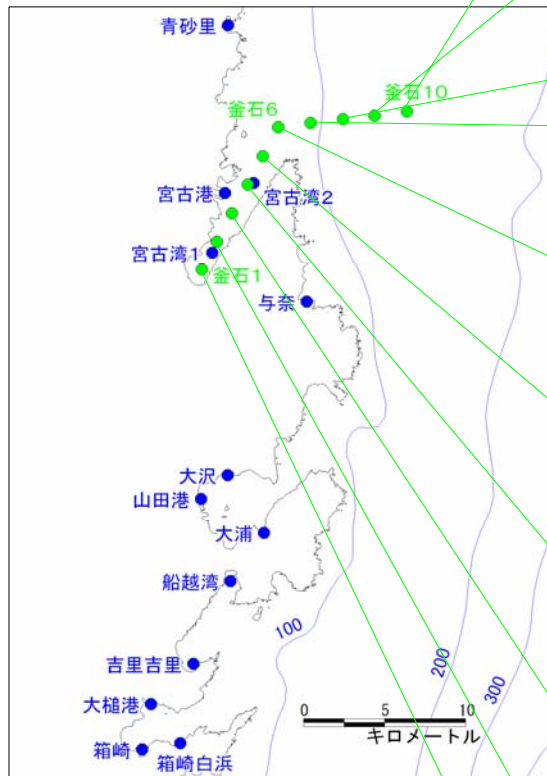 青砂里
釜石10
釜石6
宮古港
宮古湾2
宮古湾1
釜石1
与奈
大沢
山田港
大浦
船越湾
100
200
吉里吉里
300
大槌港
0 10
キロメートル
箱崎
箱崎白浜